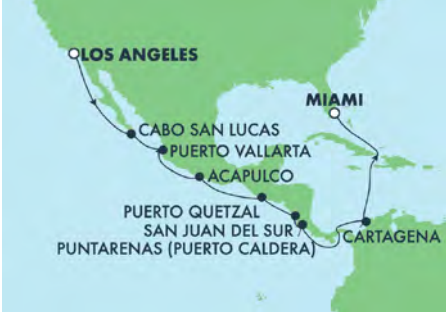 LOS ANGELES
MIAMI
CABO SAN LUCAS
PUERTO VALLARTA
ACAPULCO
PUERTO QUETZAL
SAN JUAN DEL SUR
CARTAGENA
PUNTARENAS (PUERTO CALDERA)